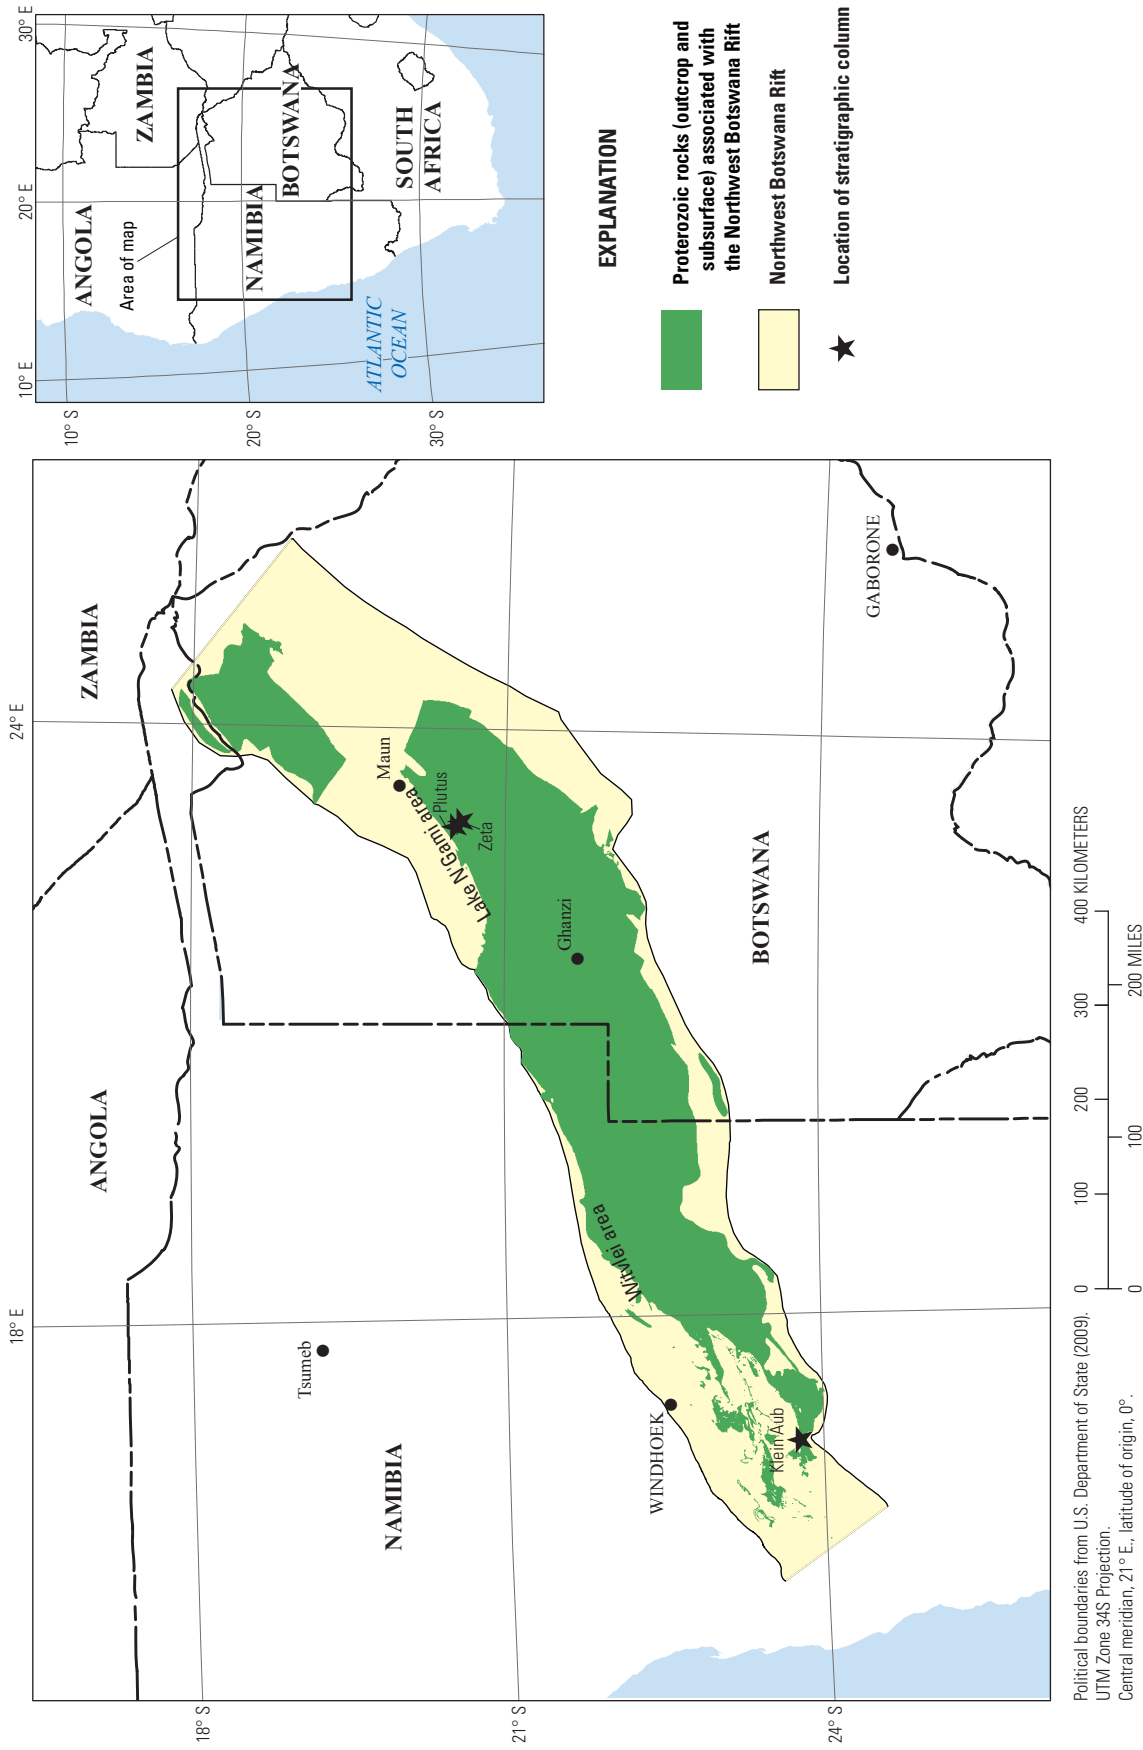 18° E
24° E
18° S
21° S
24° S
ANGOLA
ZAMBIA
NAMIBIA
BOTSWANA
Tsumeb
WINDHOEK
Klein Aub
Witvlei area
Ghanzi
Lake N'Gami area
Maun
Plutus
Zeta
GABORONE
0 100 200 300 400 KILOMETERS
0 100 200 MILES
Political boundaries from U.S. Department of State (2009).
UTM Zone 34S Projection.
Central meridian, 21° E., latitude of origin, 0°.
10° E
20° E
30° E
10° S
20° S
30° S
ANGOLA
ZAMBIA
Area of map
NAMIBIA
BOTSWANA
ATLANTIC
OCEAN
SOUTH
AFRICA
EXPLANATION
Proterozoic rocks (outcrop and
subsurface) associated with
the Northwest Botswana Rift
Northwest Botswana Rift
Location of stratigraphic column